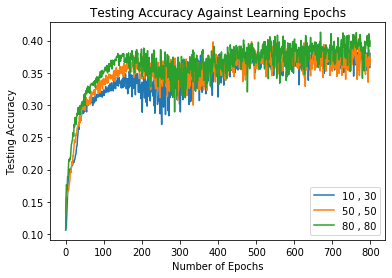 Testing Accuracy Against Learning Epochs
Testing Accuracy
0.40
0.35
0.30
0.25
0.20
0.15
0.10
0 100 200 300 400 500 600 700 800
Number of Epochs
10 , 30
50 , 50
80 , 80